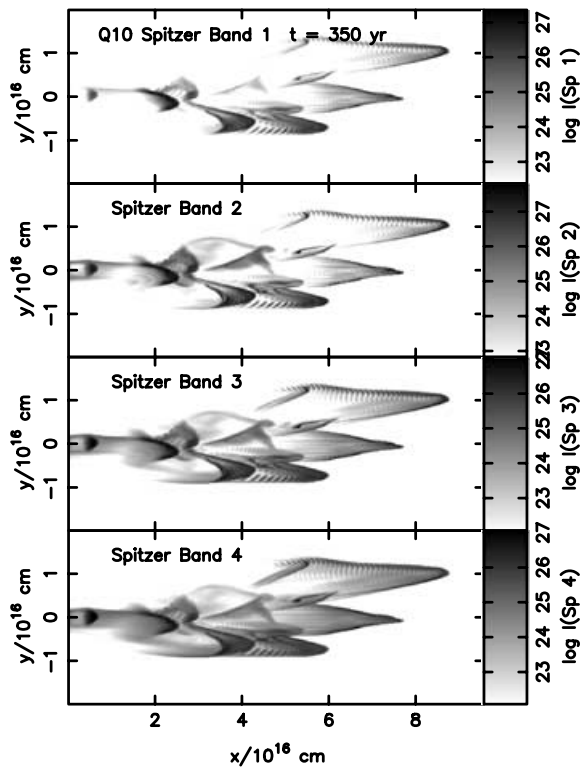 Q10 Spitzer Band 1 t = 350 yr
y/10^16 cm
1
0
−1
27
26
25
24
23
log I(Sp 1)
Spitzer Band 2
y/10^16 cm
1
0
−1
27
26
25
24
23
log I(Sp 2)
Spitzer Band 3
y/10^16 cm
1
0
−1
27
26
25
24
23
log I(Sp 3)
Spitzer Band 4
y/10^16 cm
1
0
−1
27
26
25
24
23
log I(Sp 4)
2 4 6 8
x/10^16 cm